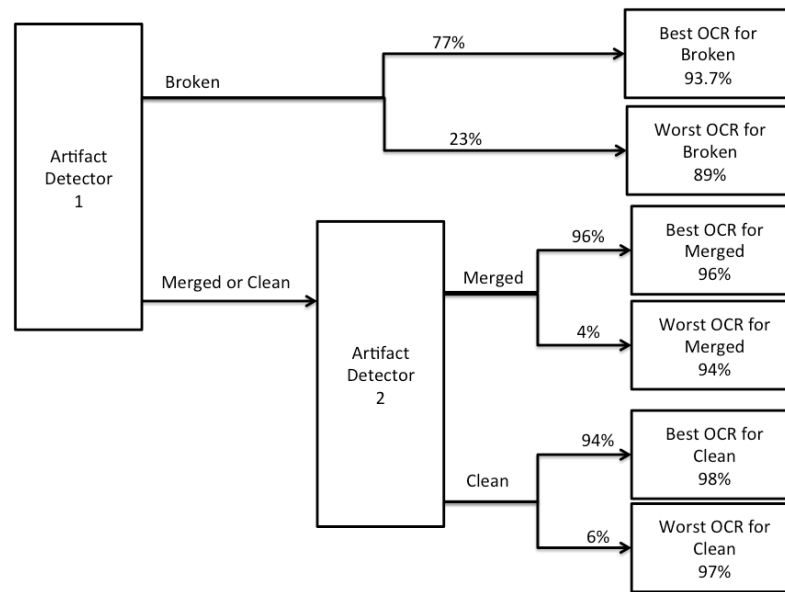 Artifact
Detector
1
Broken
77%
Best OCR for
Broken
93.7%
23%
Worst OCR for
Broken
89%
Merged or Clean
Artifact
Detector
2
Merged
96%
Best OCR for
Merged
96%
4%
Worst OCR for
Merged
94%
Clean
94%
Best OCR for
Clean
98%
6%
Worst OCR for
Clean
97%